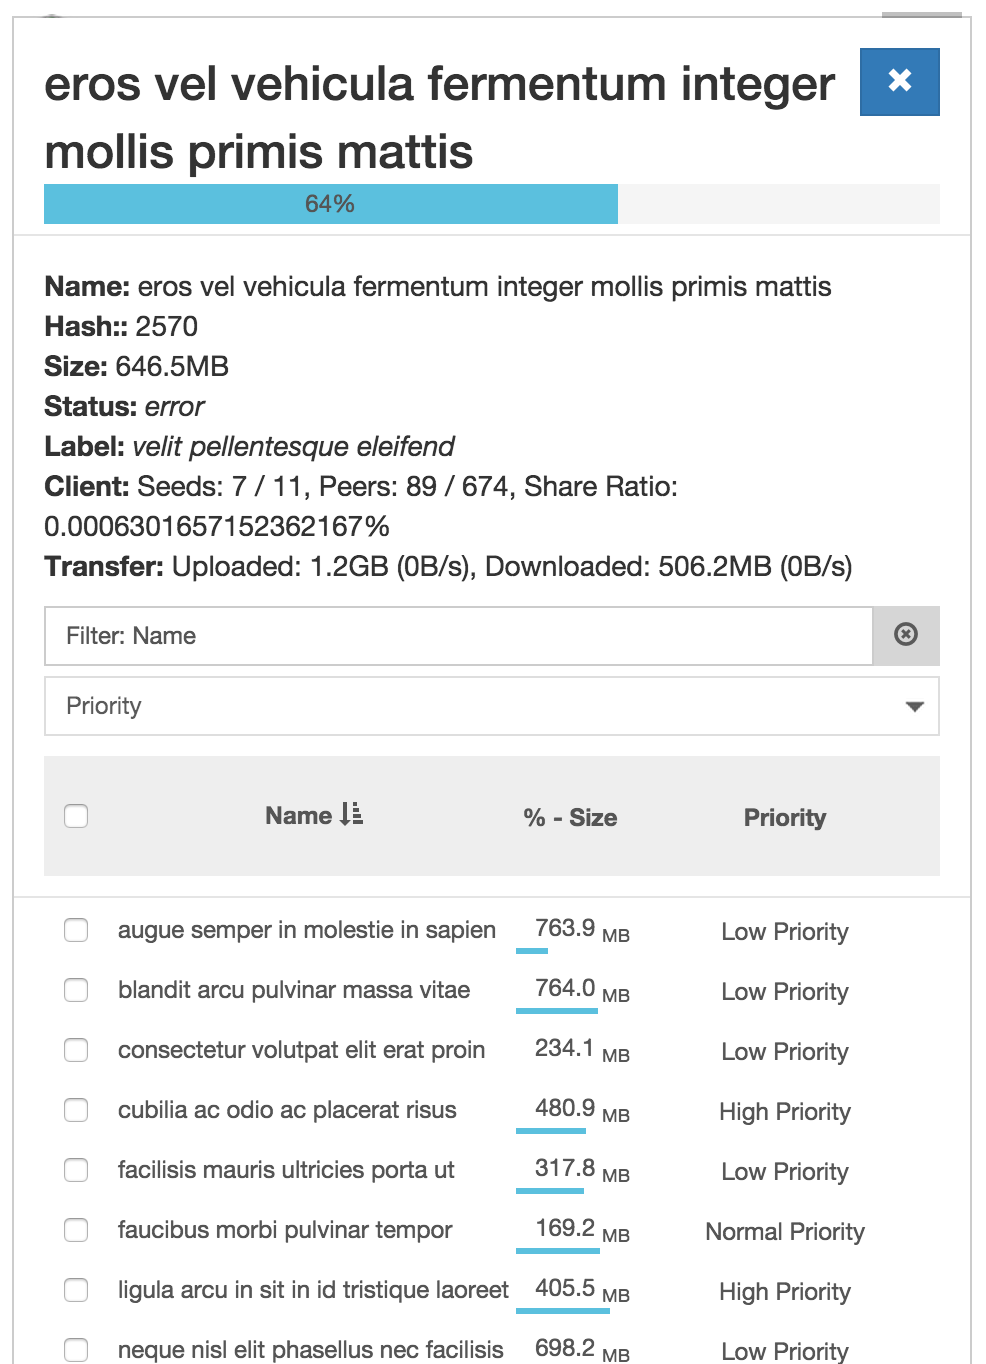 eros vel vehicula fermentum integer
mollis primis mattis
64%
Name: eros vel vehicula fermentum integer mollis primis mattis
Hash:: 2570
Size: 646.5MB
Status: error
Label: velit pellentesque eleifend
Client: Seeds: 7 / 11, Peers: 89 / 674, Share Ratio:
0.0006301657152362167%
Transfer: Uploaded: 1.2GB (0B/s), Downloaded: 506.2MB (0B/s)
Filter: Name
Priority
Name % - Size Priority
augue semper in molestie in sapien 763.9 MB Low Priority
blandit arcu pulvinar massa vitae 764.0 MB Low Priority
consectetur volutpat elit erat proin 234.1 MB Low Priority
cubilia ac odio ac placerat risus 480.9 MB High Priority
facilisis mauris ultricies porta ut 317.8 MB Low Priority
faucibus morbi pulvinar tempor 169.2 MB Normal Priority
ligula arcu in sit in id tristique laoreet 405.5 MB High Priority
neque nisl elit phasellus nec facilisis 698.2 MB Low Priority